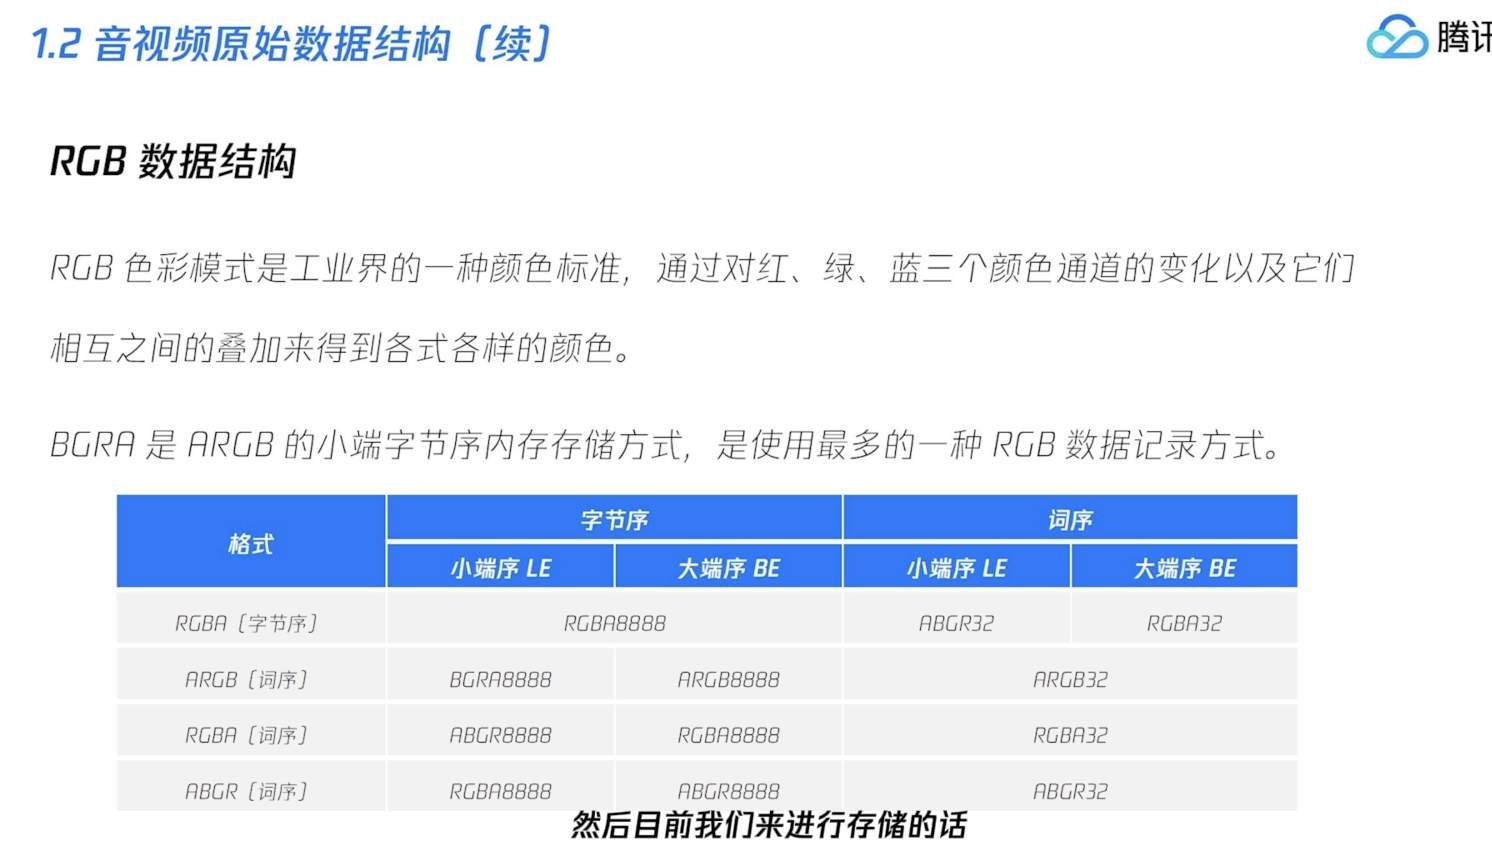 1.2 音视频原始数据结构（续）
腾讯
RGB 数据结构
RGB 色彩模式是工业界的一种颜色标准，通过对红、绿、蓝三个颜色通道的变化以及它们
相互之间的叠加来得到各式各样的颜色。
BGRA 是 ARGB 的小端字节序内存存储方式，是使用最多的一种 RGB 数据记录方式。
格式 字节序 词序
小端序 LE 大端序 BE 小端序 LE 大端序 BE
RGBA（字节序） RGBA8888 ABGR32 RGBA32
ARGB（词序） BGRA8888 ARGB8888 ARGB32
RGBA（词序） ABGR8888 RGBA8888 RGBA32
ABGR（词序） RGBA8888 ABGR8888 ABGR32
然后目前我们来进行存储的话